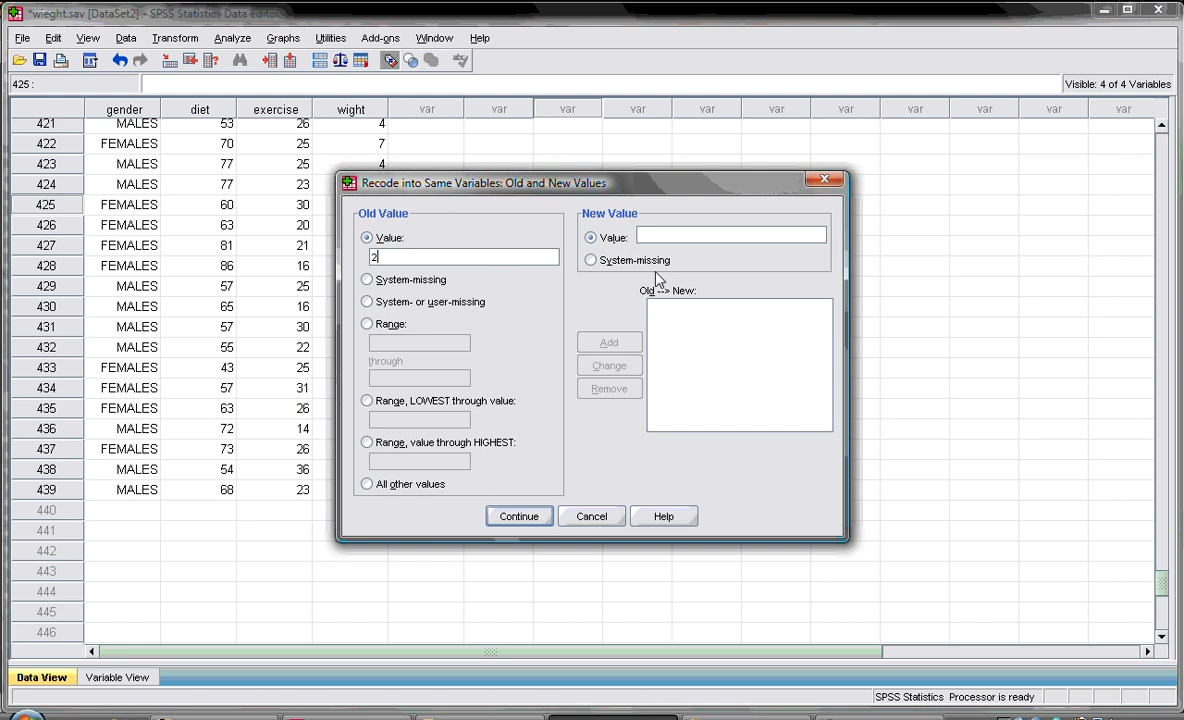 *wieght.sav [DataSet2] - SPSS Statistics Data Editor
File Edit View Data Transform Analyze Graphs Utilities Add-ons Window Help
425 :
Visible: 4 of 4 Variables
gender diet exercise wight var var var var var var var var var var
421 MALES 53 26 4
422 FEMALES 70 25 7
423 MALES 77 25 4
424 MALES 77 23
425 FEMALES 60 30
426 FEMALES 63 20
427 FEMALES 81 21
428 FEMALES 86 16
429 FEMALES 57 25
430 MALES 65 16
431 MALES 57 30
432 MALES 55 22
433 FEMALES 43 25
434 FEMALES 57 31
435 FEMALES 63 26
436 MALES 72 14
437 FEMALES 73 26
438 MALES 54 36
439 MALES 68 23
440
441
442
443
444
445
446
Recode into Same Variables: Old and New Values
Old Value
Value:
2
System-missing
System- or user-missing
Range:
through
Range, LOWEST through value:
Range, value through HIGHEST:
All other values
New Value
Value:
System-missing
Old --> New:
Add
Change
Remove
Continue Cancel Help
Data View Variable View
SPSS Statistics Processor is ready